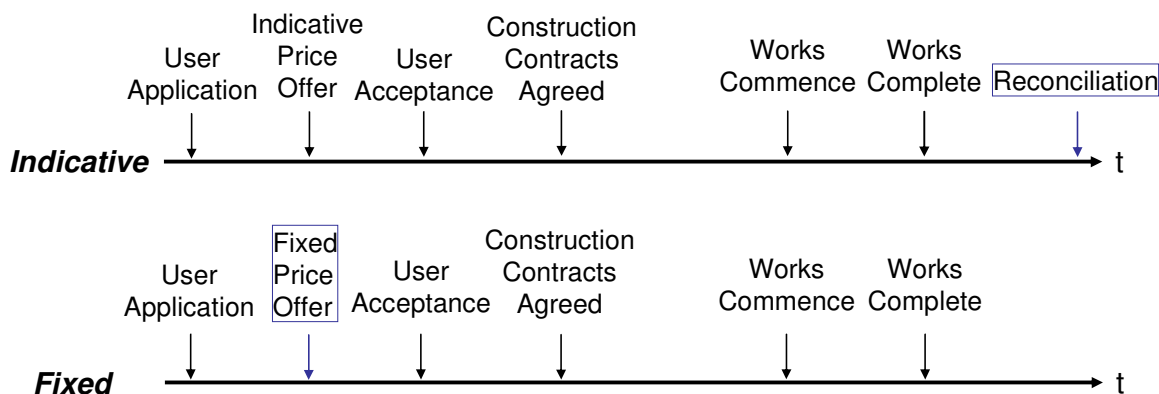 User
Application
Indicative
Price
Offer
User
Acceptance
Construction
Contracts
Agreed
Works
Commence
Works
Complete
Reconciliation
Indicative
t
User
Application
Fixed
Price
Offer
User
Acceptance
Construction
Contracts
Agreed
Works
Commence
Works
Complete
Fixed
t